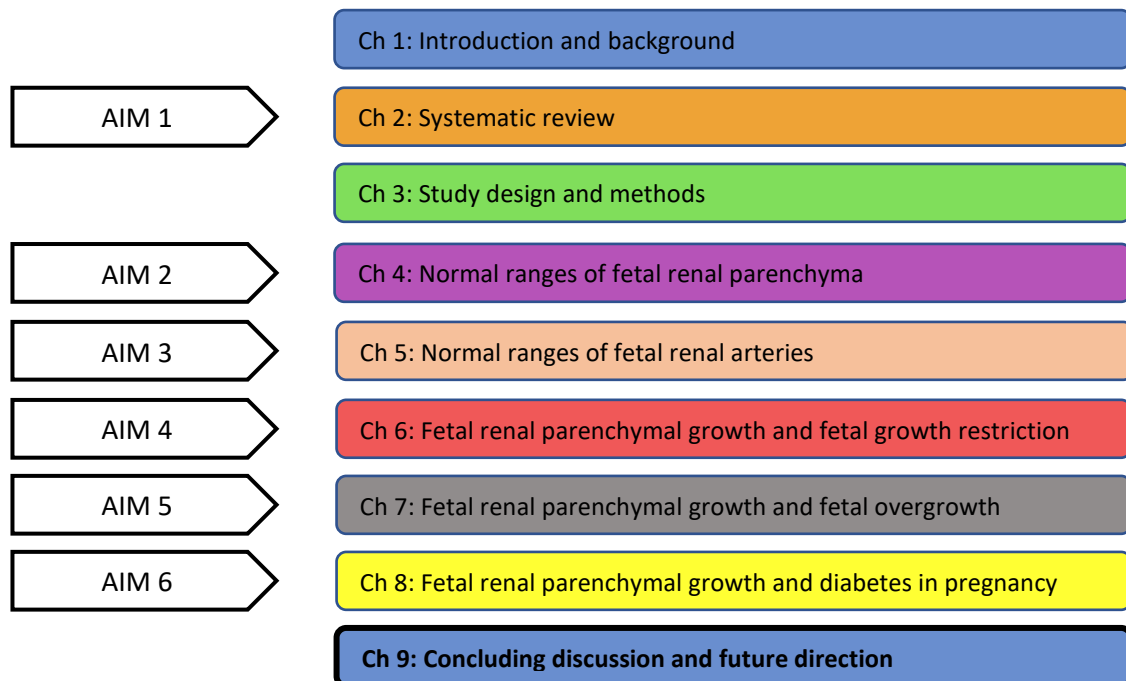 Ch 1: Introduction and background
AIM 1
Ch 2: Systematic review
Ch 3: Study design and methods
AIM 2
Ch 4: Normal ranges of fetal renal parenchyma
AIM 3
Ch 5: Normal ranges of fetal renal arteries
AIM 4
Ch 6: Fetal renal parenchymal growth and fetal growth restriction
AIM 5
Ch 7: Fetal renal parenchymal growth and fetal overgrowth
AIM 6
Ch 8: Fetal renal parenchymal growth and diabetes in pregnancy
Ch 9: Concluding discussion and future direction